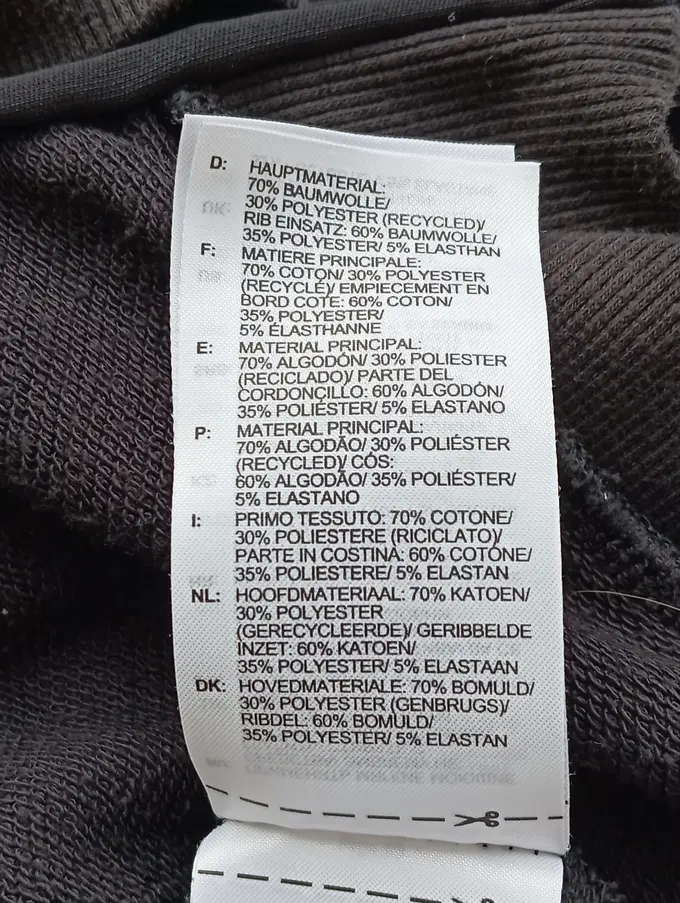 D: HAUPTMATERIAL:
70% BAUMWOLLE/
30% POLYESTER (RECYCLED)/
RIB EINSATZ: 60% BAUMWOLLE/
35% POLYESTER/ 5% ELASTHAN
F: MATIERE PRINCIPALE:
70% COTON/ 30% POLYESTER
(RECYCLÉ)/ EMPIECEMENT EN
BORD COTE: 60% COTON/
35% POLYESTER/
5% ÉLASTHANNE
E: MATERIAL PRINCIPAL:
70% ALGODÓN/ 30% POLIESTER
(RECICLADO)/ PARTE DEL
CORDONCILLO: 60% ALGODÓN/
35% POLIÉSTER/ 5% ELASTANO
P: MATERIAL PRINCIPAL:
70% ALGODÃO/ 30% POLIÉSTER
(RECYCLED)/ CÓS:
60% ALGODÃO/ 35% POLIÉSTER/
5% ELASTANO
I: PRIMO TESSUTO: 70% COTONE/
30% POLIESTERE (RICICLATO)/
PARTE IN COSTINA: 60% COTONE/
35% POLIESTERE/ 5% ELASTAN
NL: HOOFDMATERIAAL: 70% KATOEN/
30% POLYESTER
(GERECYCLEERDE)/ GERIBBELDE
INZET: 60% KATOEN/
35% POLYESTER/ 5% ELASTAAN
DK: HOVEDMATERIALE: 70% BOMULD/
30% POLYESTER (GENBRUGS)/
RIBDEL: 60% BOMULD/
35% POLYESTER/ 5% ELASTAN